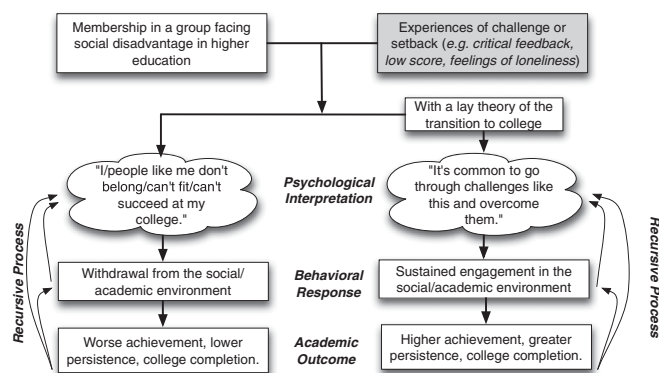 Membership in a group facing
social disadvantage in higher
education
Experiences of challenge or
setback (e.g. critical feedback,
low score, feelings of loneliness)
With a lay theory of the
transition to college
"I/people like me don't
belong/can't fit/can't
succeed at my
college."
Psychological
Interpretation
"It's common to go
through challenges like
this and overcome
them."
Recursive Process
Recursive Process
Withdrawal from the social/
academic environment
Behavioral
Response
Sustained engagement in the
social/academic environment
Worse achievement, lower
persistence, college completion.
Academic
Outcome
Higher achievement, greater
persistence, college completion.